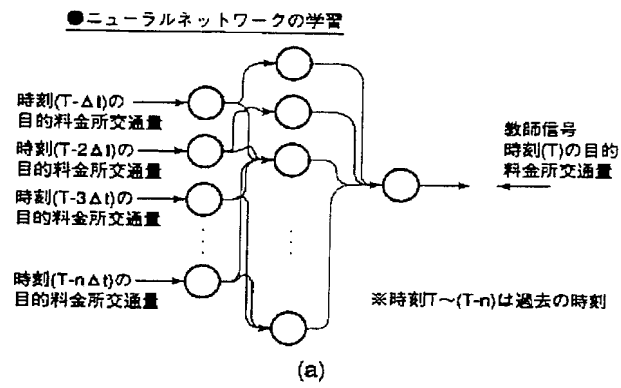 ●ニューラルネットワークの学習
時刻(T-Δt)の
目的料金所交通量
時刻(T-2Δt)の
目的料金所交通量
時刻(T-3Δt)の
目的料金所交通量
時刻(T-nΔt)の
目的料金所交通量
教師信号
時刻(T)の目的
料金所交通量
※時刻T～(T-n)は過去の時刻
(a)